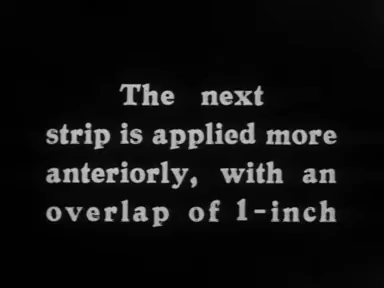 The next
strip is applied more
anteriorly, with an
overlap of 1-inch